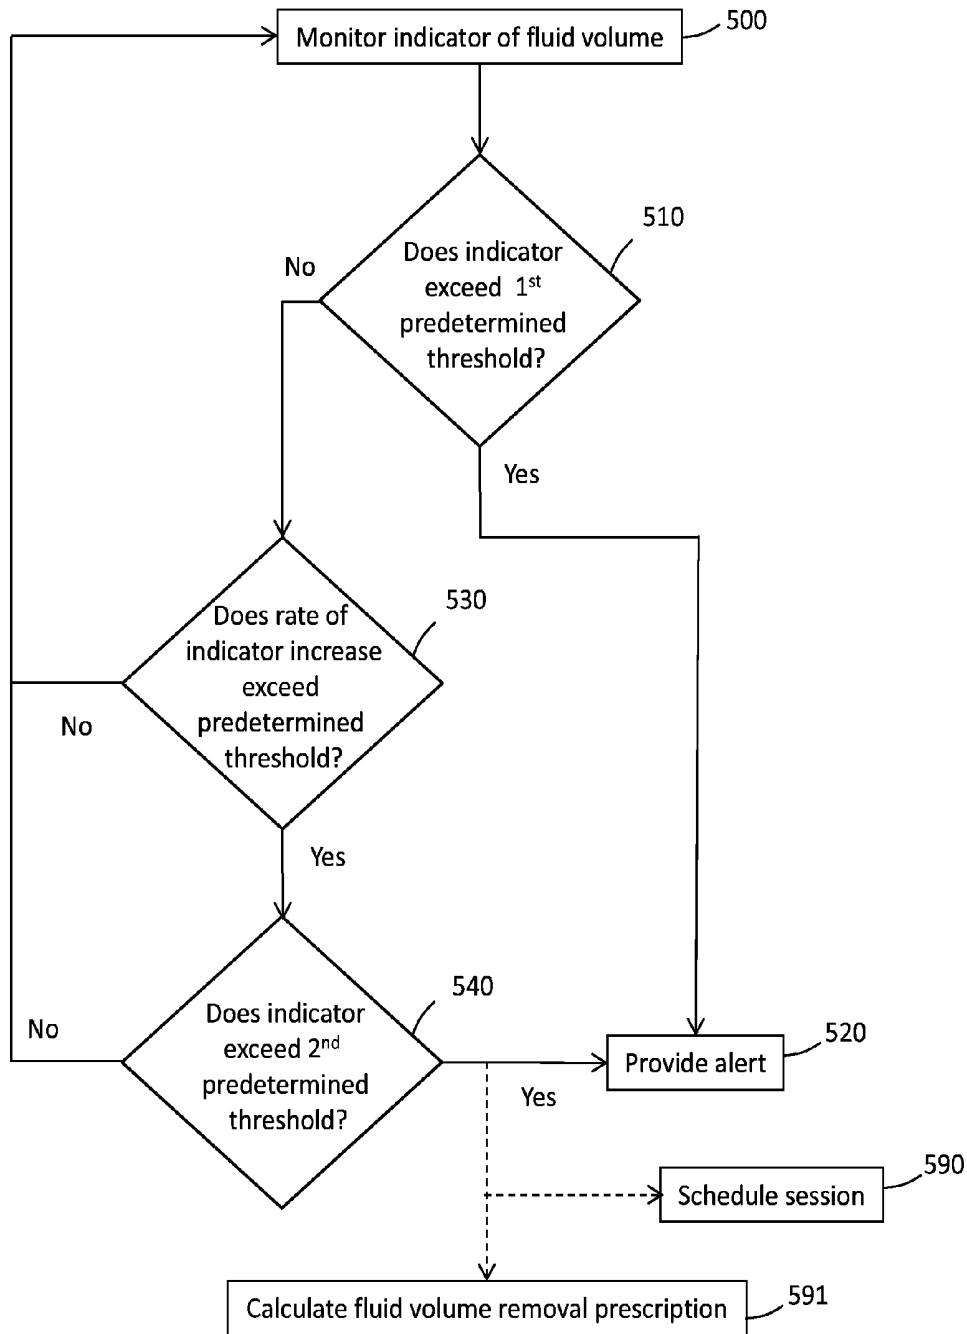 Monitor indicator of fluid volume
500
510
Does indicator
exceed 1st
predetermined
threshold?
No
Yes
530
Does rate of
indicator increase
exceed
predetermined
threshold?
No
Yes
540
Does indicator
exceed 2nd
predetermined
threshold?
No
Yes
520
Provide alert
590
Schedule session
591
Calculate fluid volume removal prescription